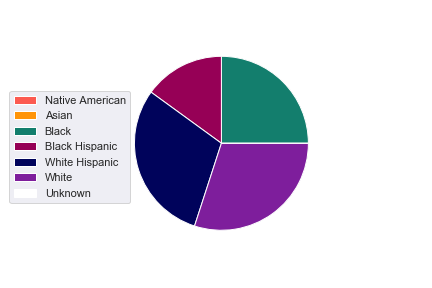 Native American
Asian
Black
Black Hispanic
White Hispanic
White
Unknown